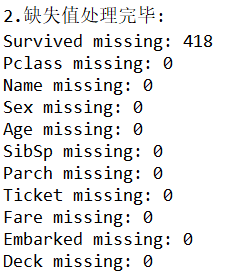 2.缺失值处理完毕:
Survived missing: 418
Pclass missing: 0
Name missing: 0
Sex missing: 0
Age missing: 0
SibSp missing: 0
Parch missing: 0
Ticket missing: 0
Fare missing: 0
Embarked missing: 0
Deck missing: 0